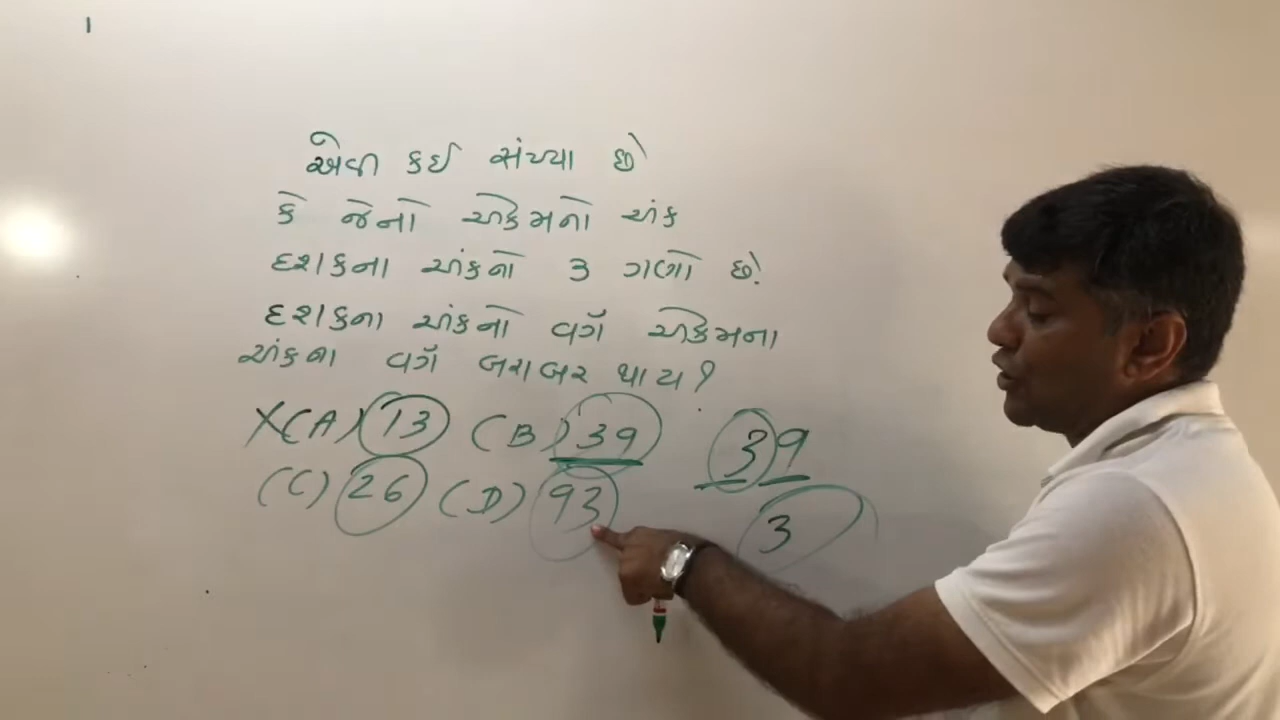 એવી કઈ સંખ્યા છે
કે જેનો એકમનો અંક
દશકના અંકનો 3 ગણો છે.
દશકના અંકનો વર્ગ એકમના
અંકના વર્ગ બરાબર થાય?
X(A) 13 (B) 39 39
(C) 26 (D) 93 3